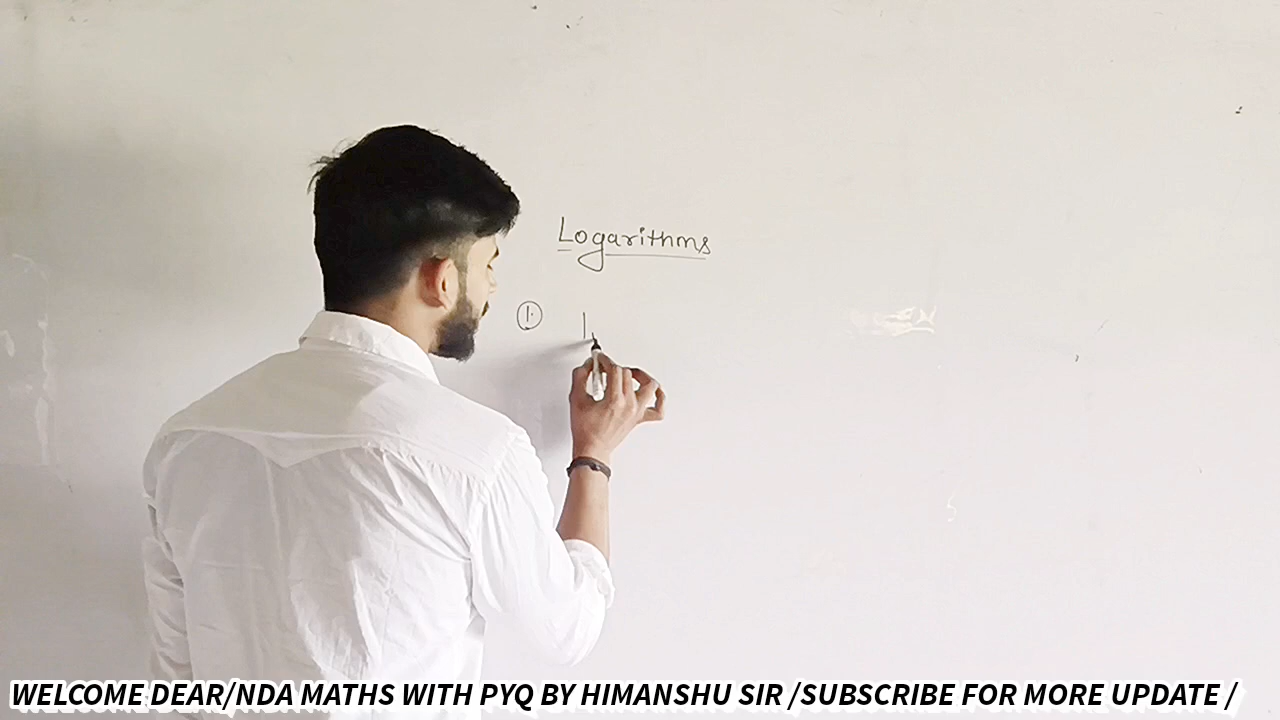 Logarithms
① l
WELCOME DEAR/NDA MATHS WITH PYQ BY HIMANSHU SIR /SUBSCRIBE FOR MORE UPDATE /